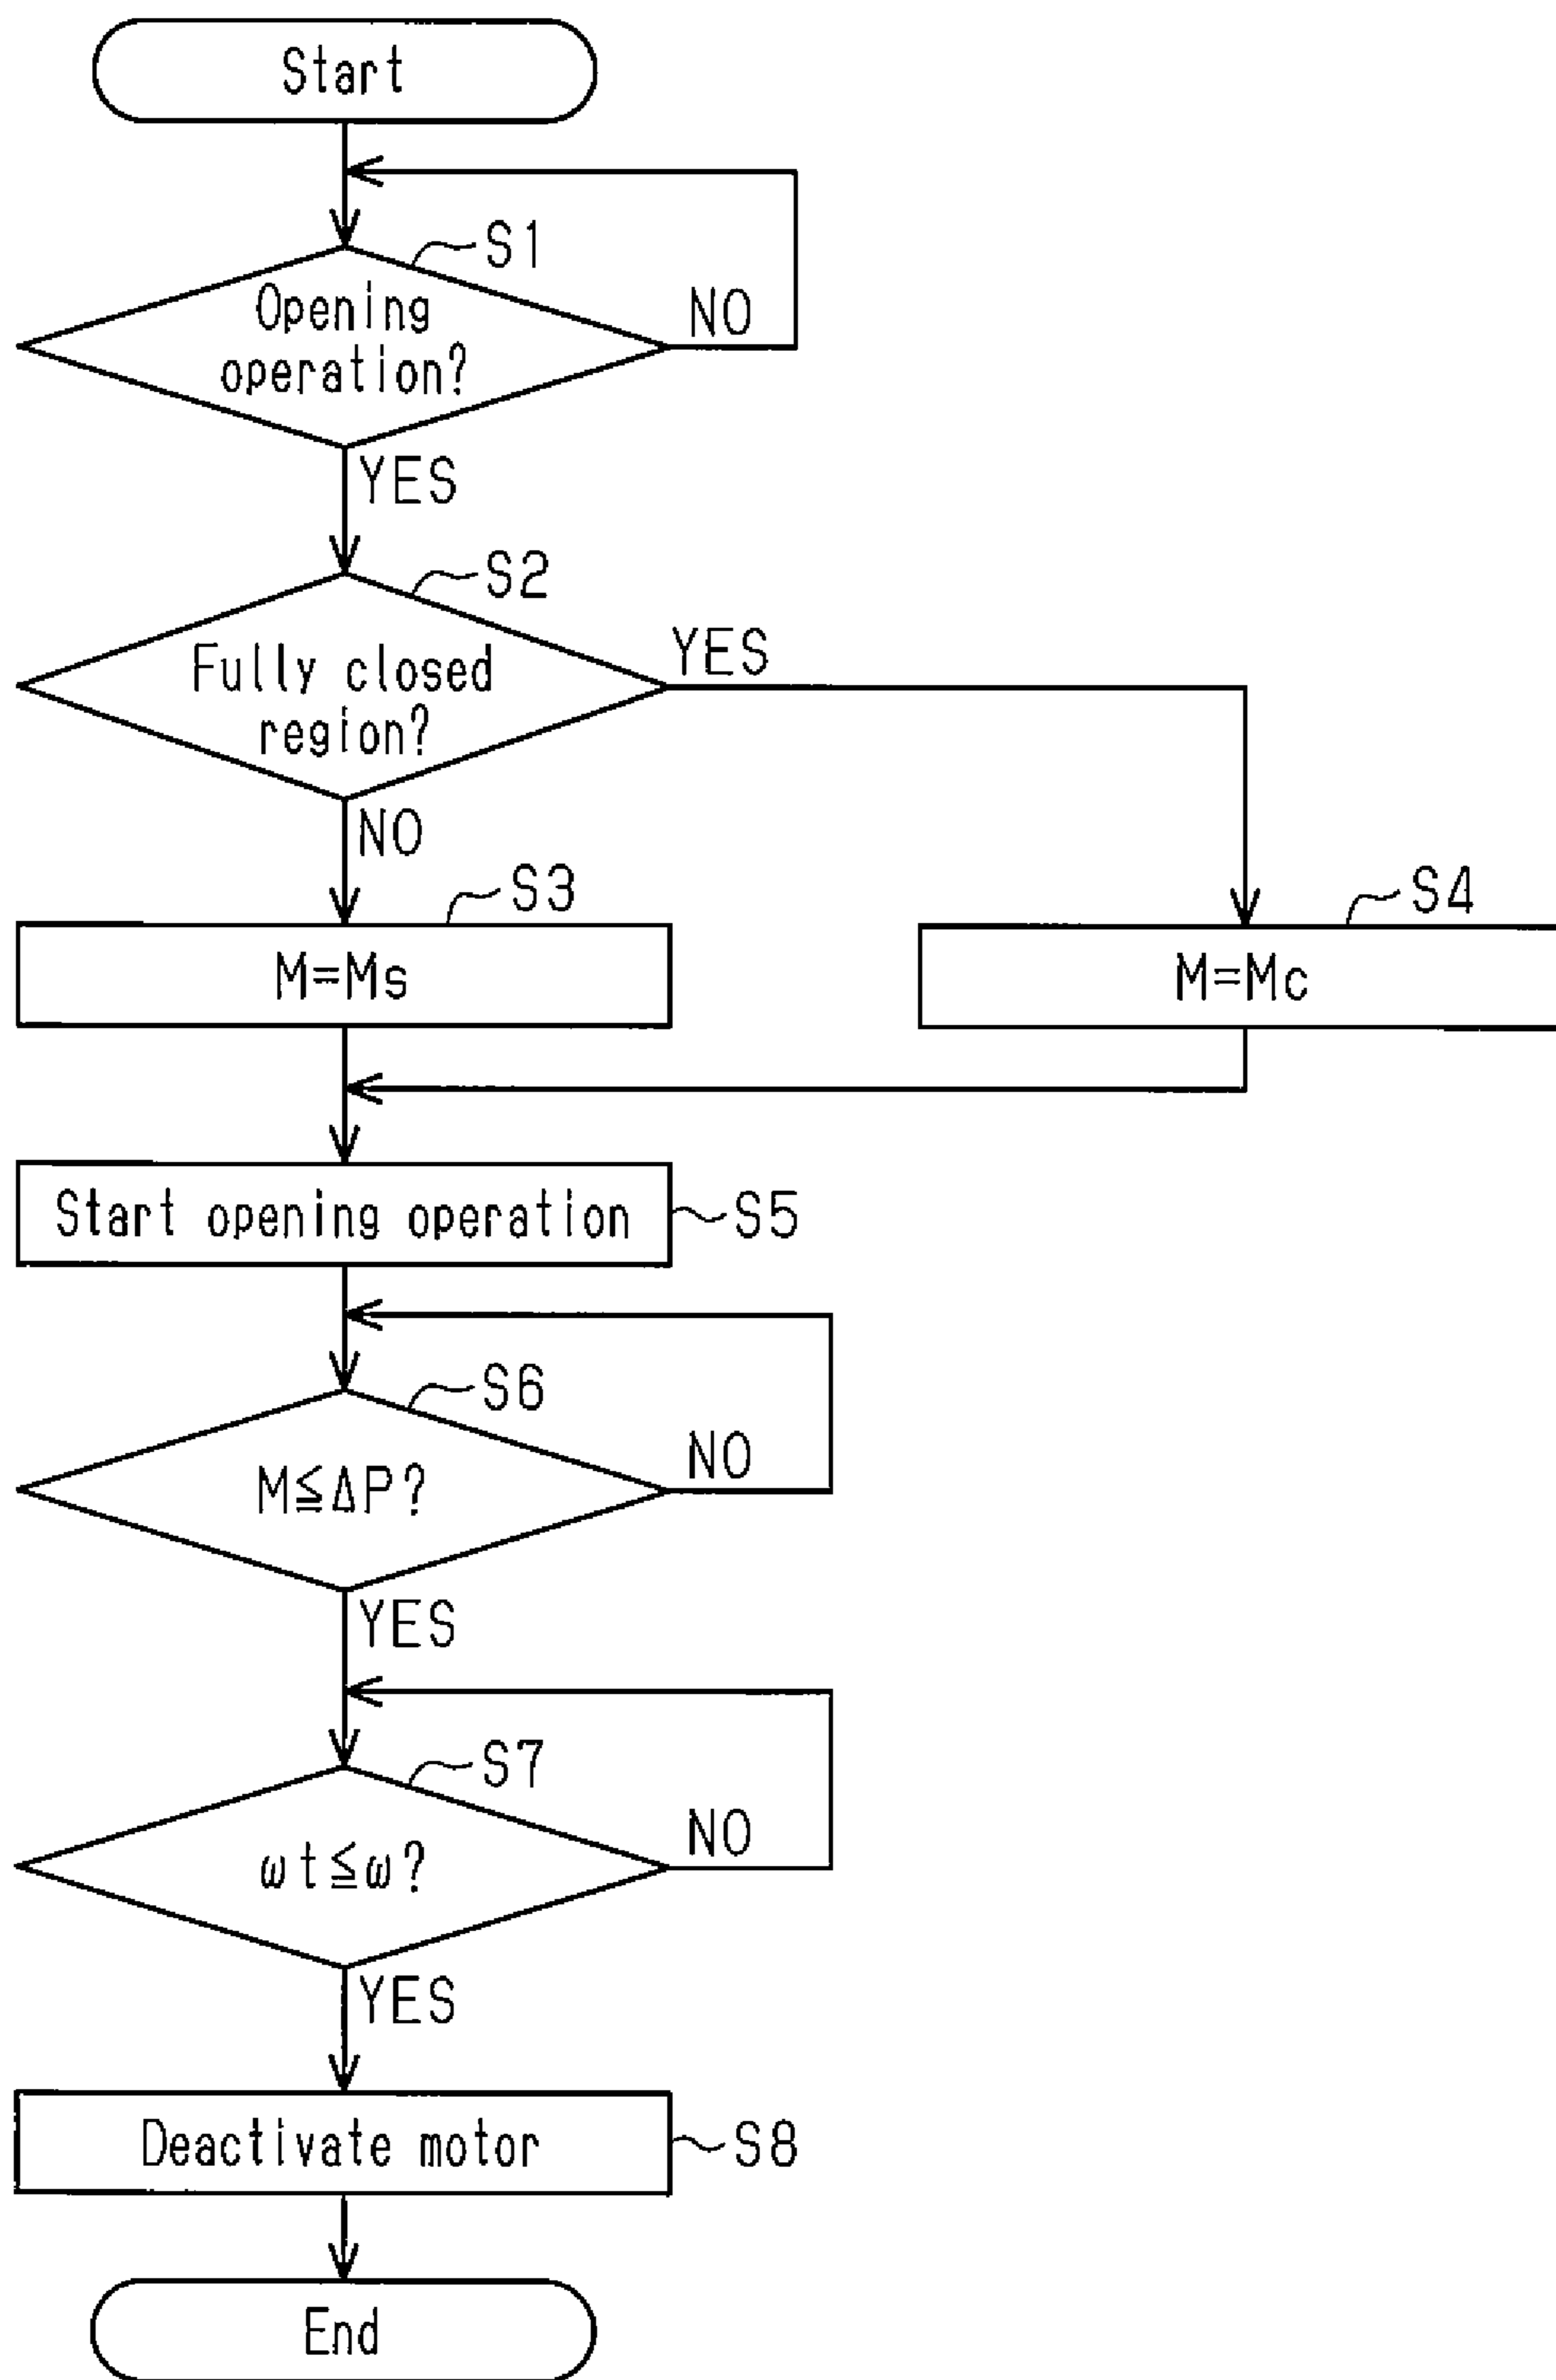 Start
S1
Opening
operation?
NO
YES
S2
Fully closed
region?
YES
NO
S3
M=Ms
S4
M=Mc
Start opening operation
S5
S6
M≦ΔP?
NO
YES
S7
ωt≦ω?
NO
YES
Deactivate motor
S8
End